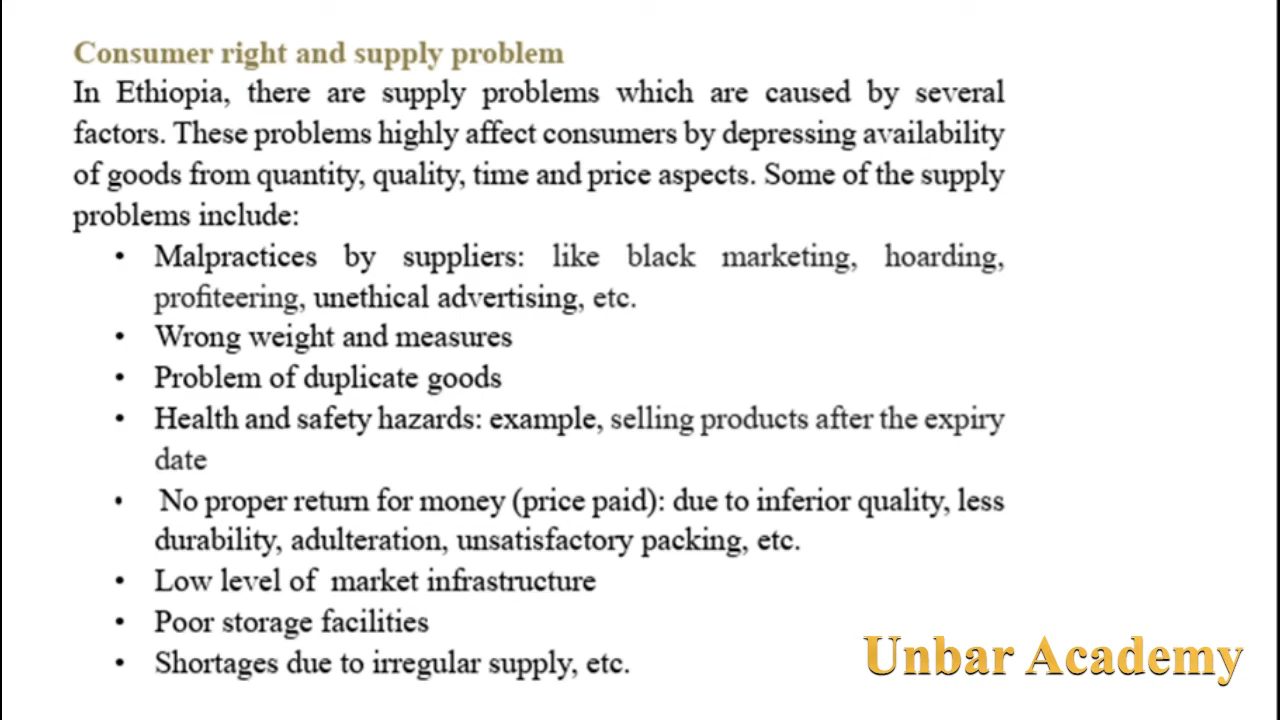 Consumer right and supply problem
In Ethiopia, there are supply problems which are caused by several
factors. These problems highly affect consumers by depressing availability
of goods from quantity, quality, time and price aspects. Some of the supply
problems include:
• Malpractices by suppliers: like black marketing, hoarding,
profiteering, unethical advertising, etc.
• Wrong weight and measures
• Problem of duplicate goods
• Health and safety hazards: example, selling products after the expiry
date
• No proper return for money (price paid): due to inferior quality, less
durability, adulteration, unsatisfactory packing, etc.
• Low level of market infrastructure
• Poor storage facilities
• Shortages due to irregular supply, etc.
Unbar Academy